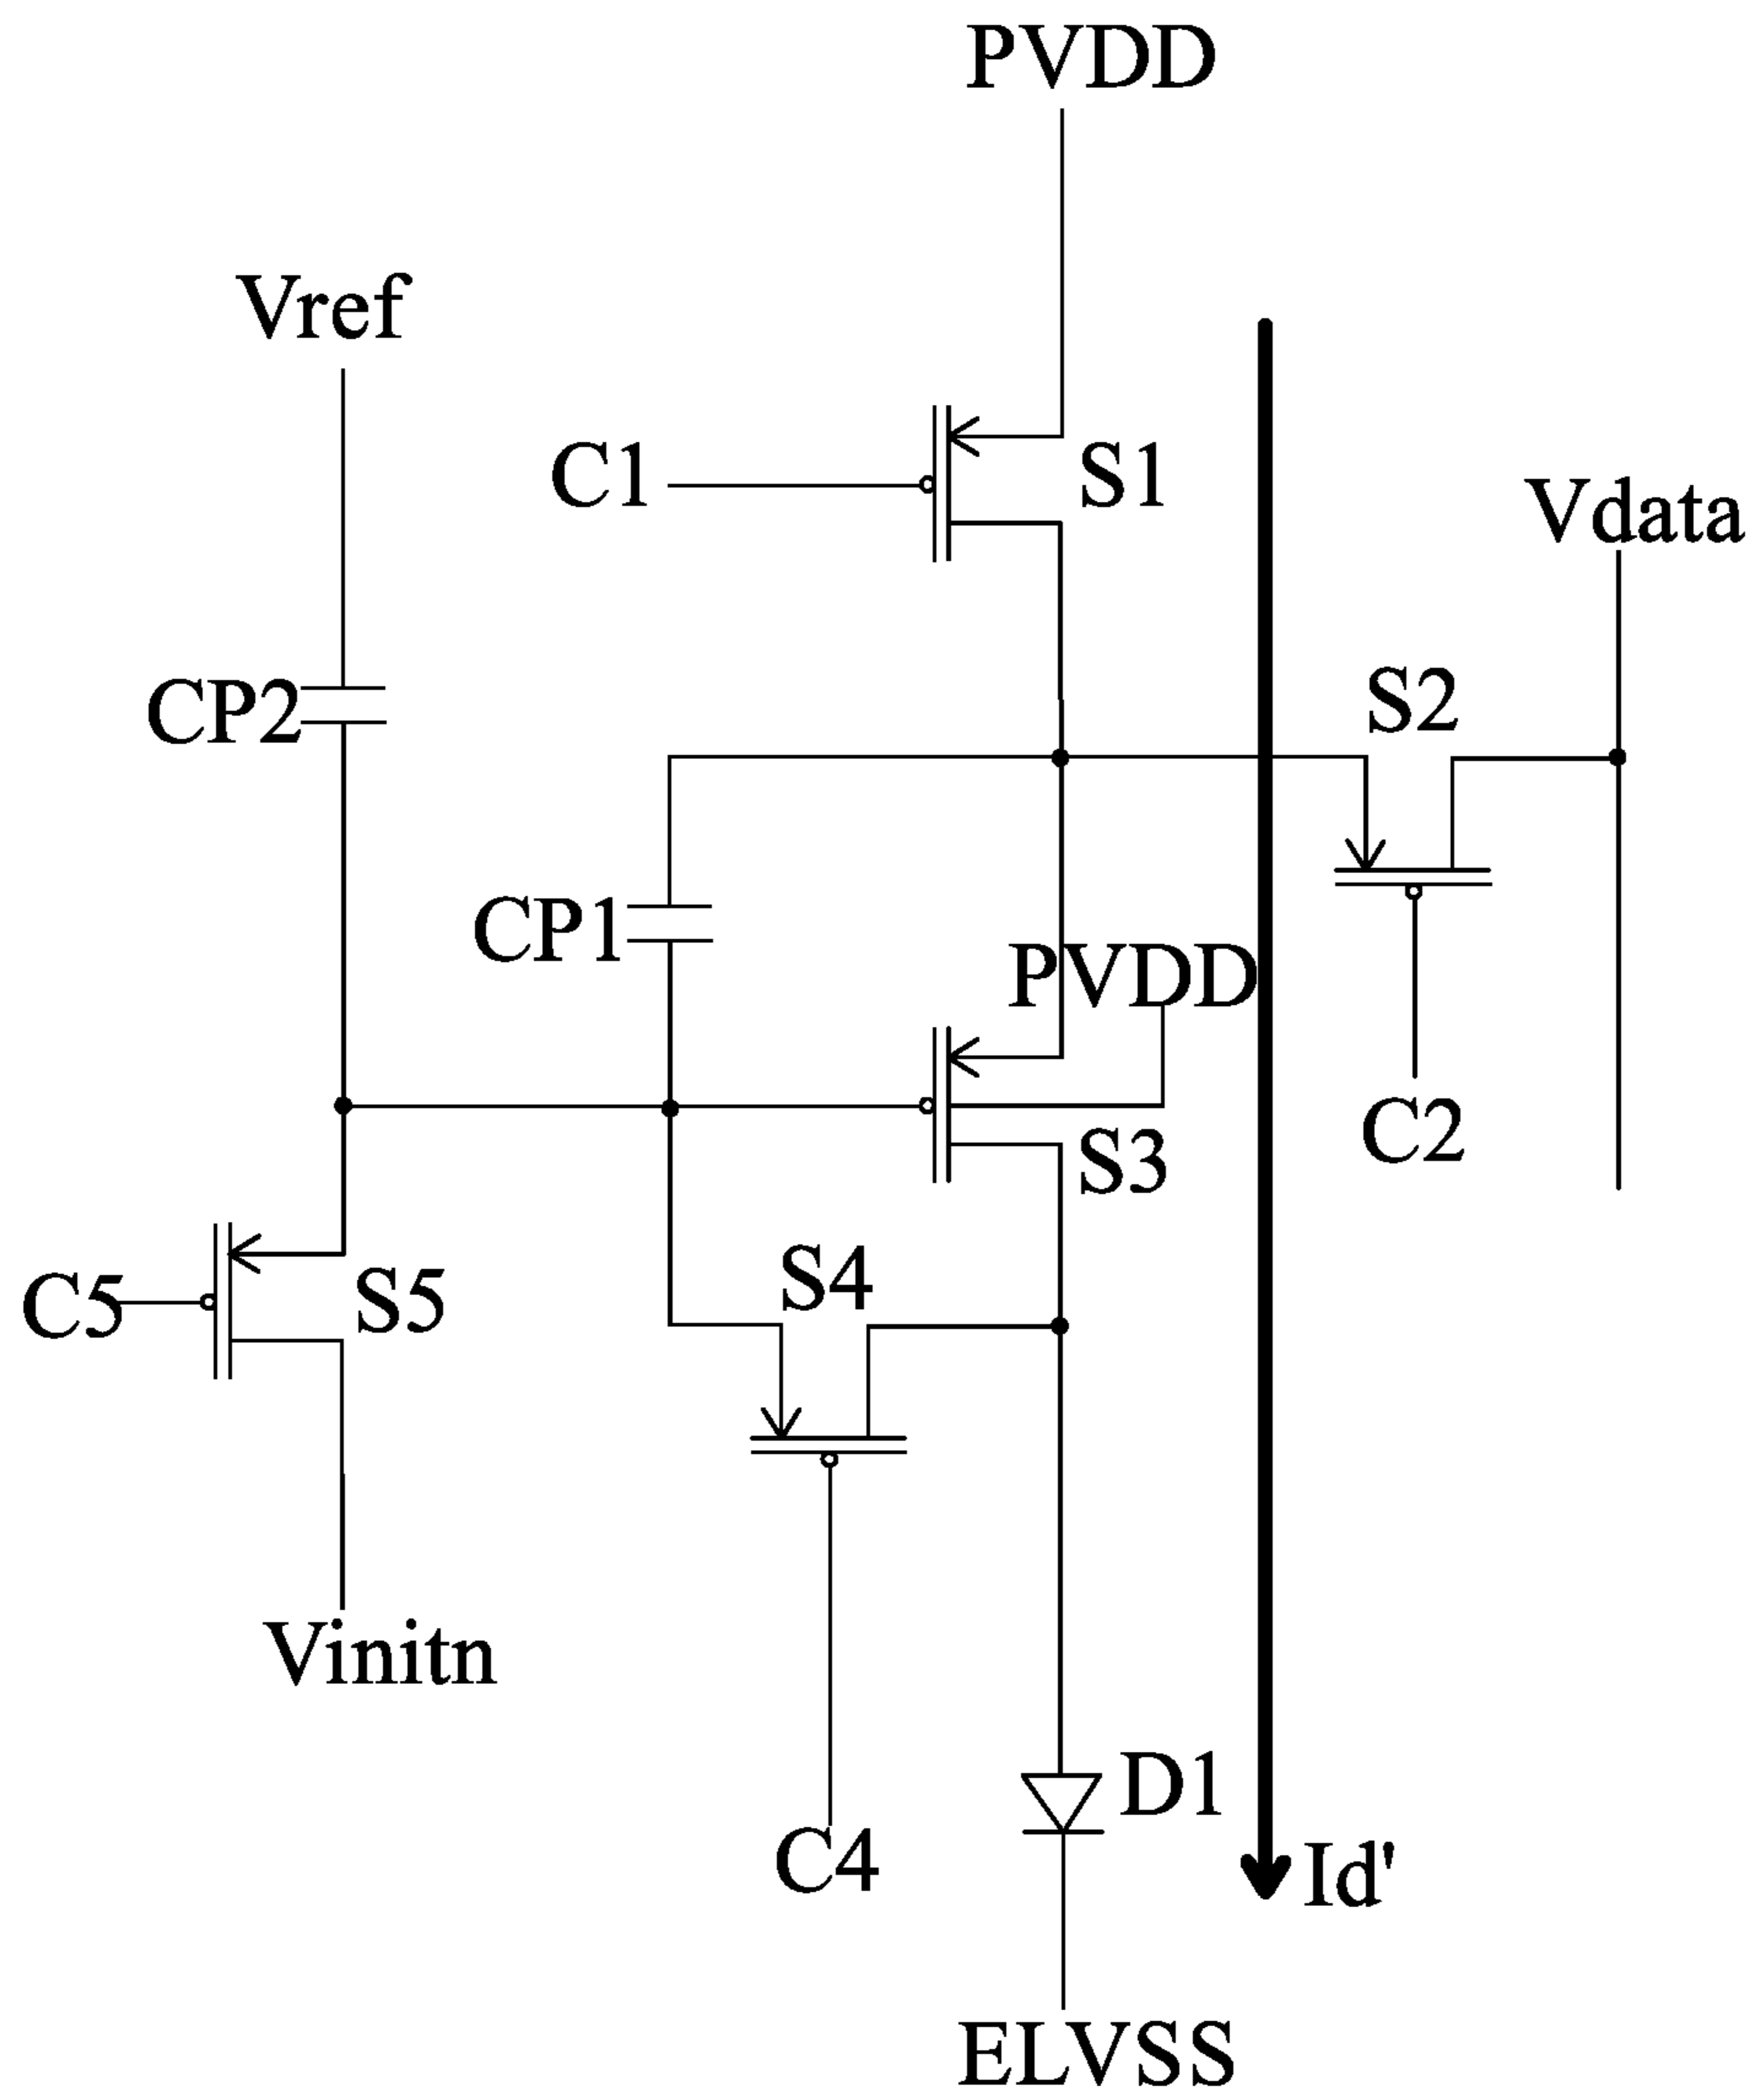 PVDD
Vref
C1
S1
Vdata
CP2
S2
CP1
PVDD
C2
S3
S4
C5
S5
Vinitn
D1
C4
Id'
ELVSS